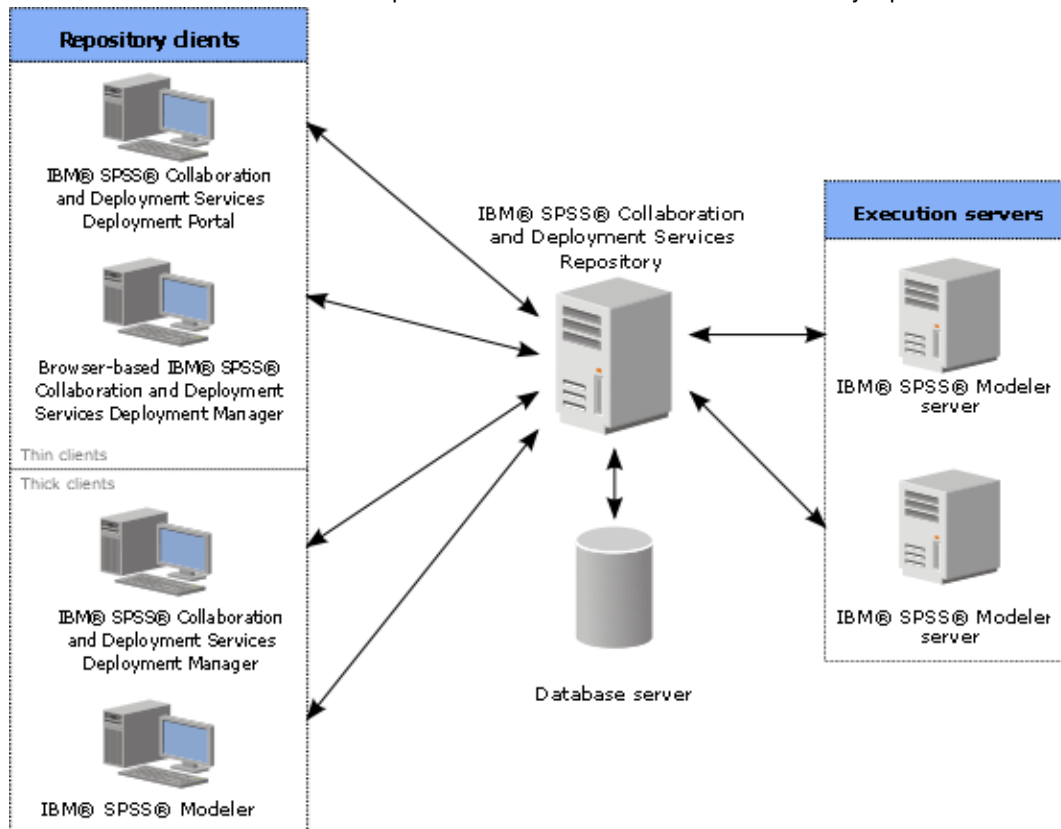 Repository clients
IBM® SPSS® Collaboration
and Deployment Services
Deployment Portal
Browser-based IBM® SPSS®
Collaboration and Deployment
Services Deployment Manager
Thin clients
Thick clients
IBM® SPSS® Collaboration
and Deployment Services
Deployment Manager
IBM® SPSS® Modeler
IBM® SPSS® Collaboration
and Deployment Services
Repository
Database server
Execution servers
IBM® SPSS® Modeler
server
IBM® SPSS® Modeler
server